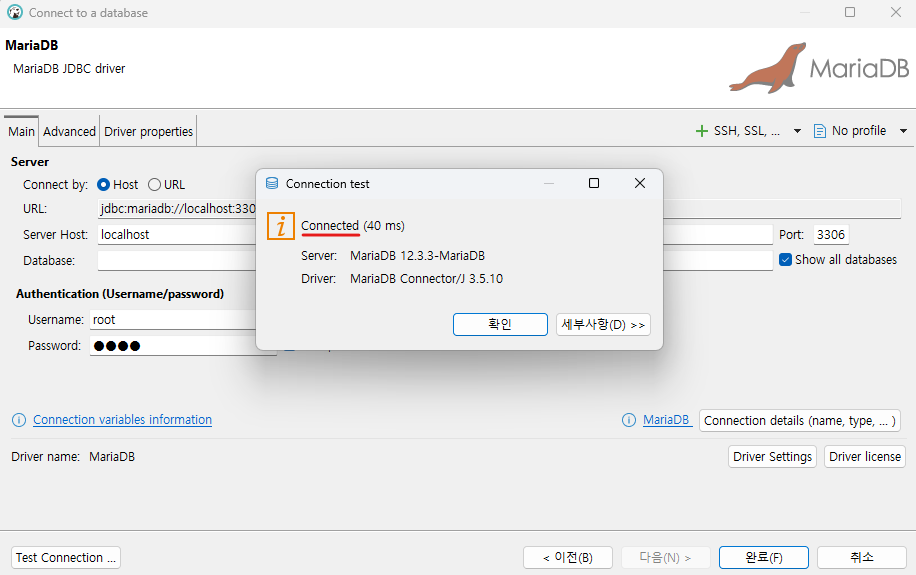 Connect to a database
MariaDB
MariaDB JDBC driver
MariaDB
Main Advanced Driver properties
SSH, SSL, ... No profile
Server
Connect by: Host URL
URL: jdbc:mariadb://localhost:330
Server Host: localhost Port: 3306
Database: Show all databases
Authentication (Username/password)
Username: root
Password: ●●●●
Connection test
i Connected (40 ms)
Server: MariaDB 12.3.3-MariaDB
Driver: MariaDB Connector/J 3.5.10
확인 세부사항(D) >>
Connection variables information
MariaDB Connection details (name, type, ... )
Driver name: MariaDB
Driver Settings Driver license
Test Connection ... < 이전(B) 다음(N) > 완료(F) 취소